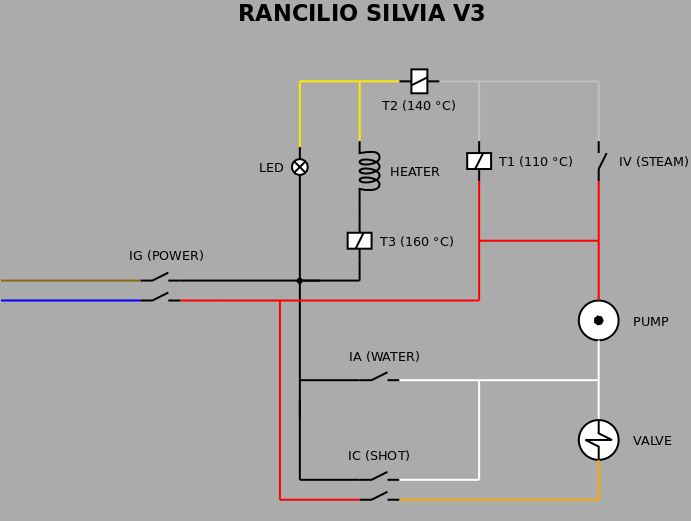 RANCILIO SILVIA V3
T2 (140 °C)
LED
HEATER
T1 (110 °C)
IV (STEAM)
T3 (160 °C)
IG (POWER)
PUMP
IA (WATER)
VALVE
IC (SHOT)